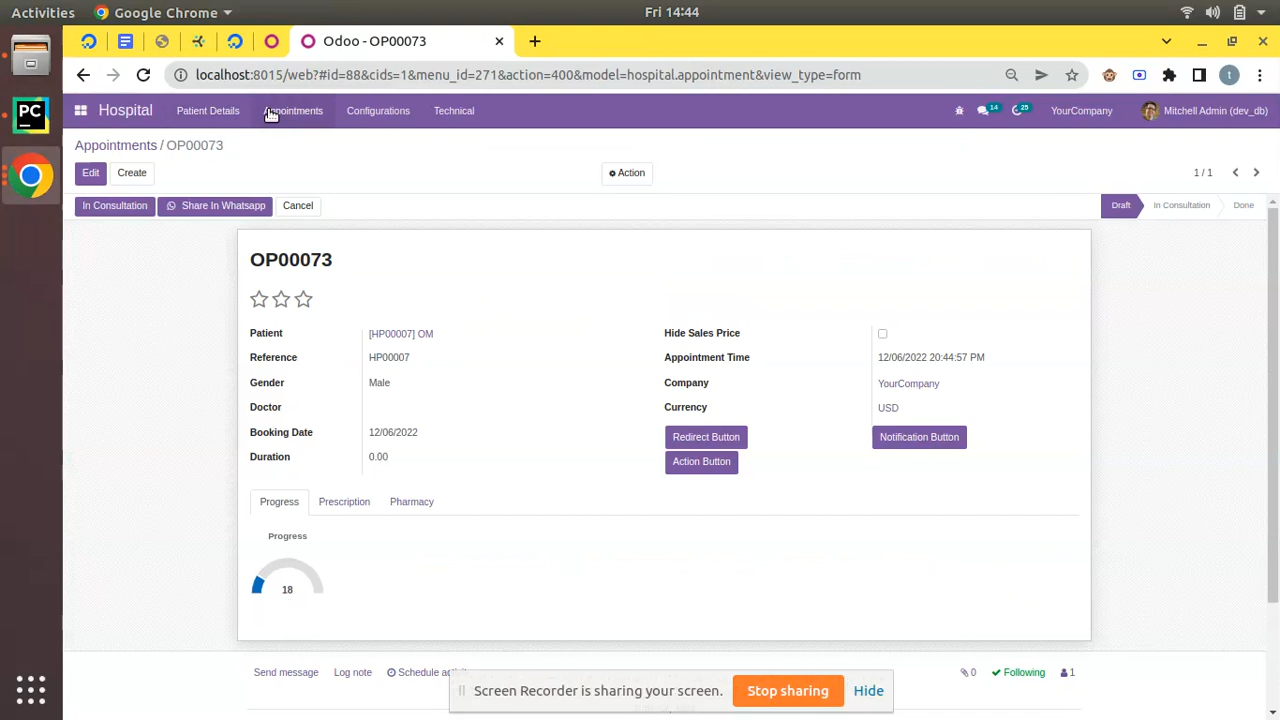 Activities Google Chrome Fri 14:44
Odoo - OP00073
localhost:8015/web?#id=88&cids=1&menu_id=271&action=400&model=hospital.appointment&view_type=form t
Hospital Patient Details Appointments Configurations Technical 14 25 YourCompany Mitchell Admin (dev_db)
Appointments / OP00073
Edit Create Action 1 / 1
In Consultation Share In Whatsapp Cancel Draft In Consultation Done
OP00073
Patient [HP00007] OM Hide Sales Price
Reference HP00007 Appointment Time 12/06/2022 20:44:57 PM
Gender Male Company YourCompany
Doctor Currency USD
Booking Date 12/06/2022 Redirect Button Notification Button
Duration 0.00 Action Button
Progress Prescription Pharmacy
Progress
18
Send message Log note Schedule 0 Following 1
Screen Recorder is sharing your screen. Stop sharing Hide
PC